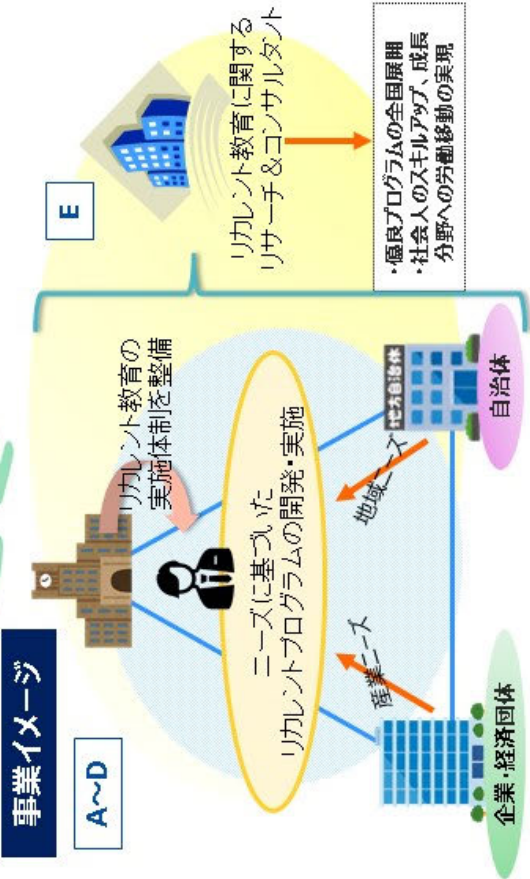 事業イメージ
A~D
リカレント教育の
実施体制を整備
ニーズに基づいた
リカレントプログラムの開発・実施
産業ニーズ
地域ニーズ
企業・経済団体
地方自治体
自治体
E
リカレント教育に関する
リサーチ&コンサルタント
・優良プログラムの全国展開
・社会人のスキルアップ、成長
分野への労働移動の実現